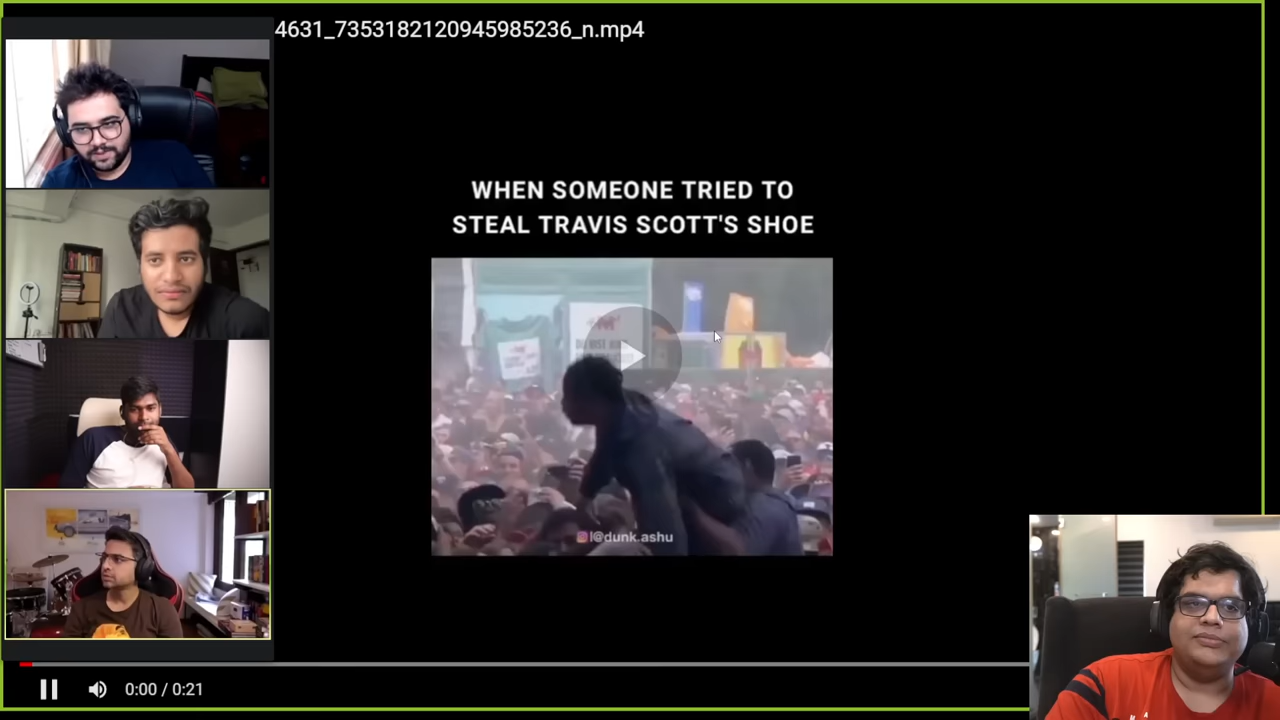 4631_7353182120945985236_n.mp4
WHEN SOMEONE TRIED TO
STEAL TRAVIS SCOTT'S SHOE
l@dunk.ashu
0:00 / 0:21